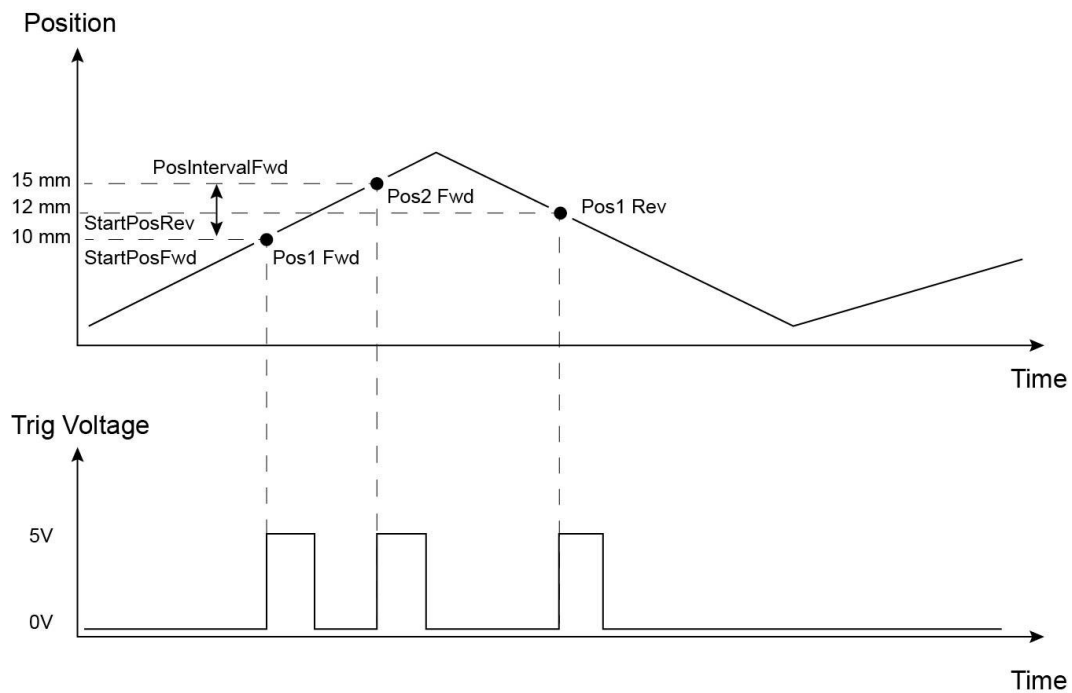 Position
PosIntervalFwd
15 mm
Pos2 Fwd
12 mm
Pos1 Rev
StartPosRev
10 mm
StartPosFwd
Pos1 Fwd
Time
Trig Voltage
5V
0V
Time